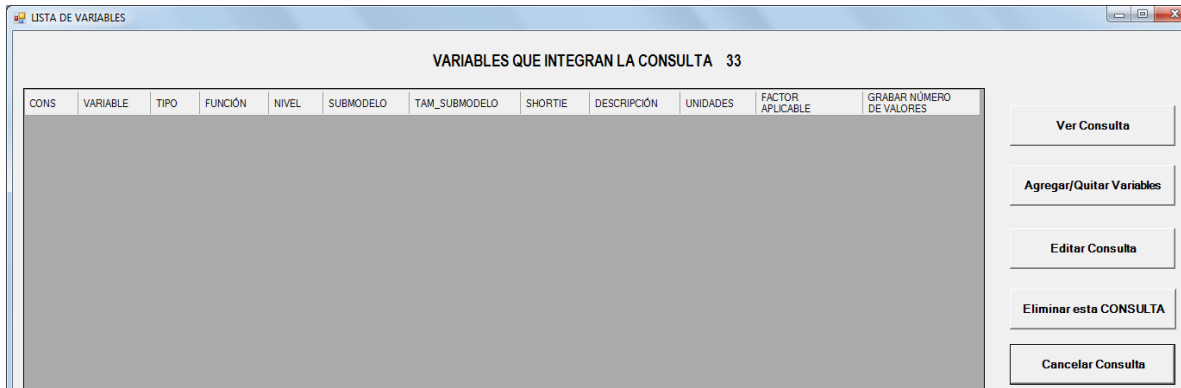 LISTA DE VARIABLES
VARIABLES QUE INTEGRAN LA CONSULTA 33
CONS VARIABLE TIPO FUNCIÓN NIVEL SUBMODELO TAM_SUBMODELO SHORTIE DESCRIPCIÓN UNIDADES FACTOR APLICABLE GRABAR NÚMERO DE VALORES
Ver Consulta
Agregar/Quitar Variables
Editar Consulta
Eliminar esta CONSULTA
Cancelar Consulta